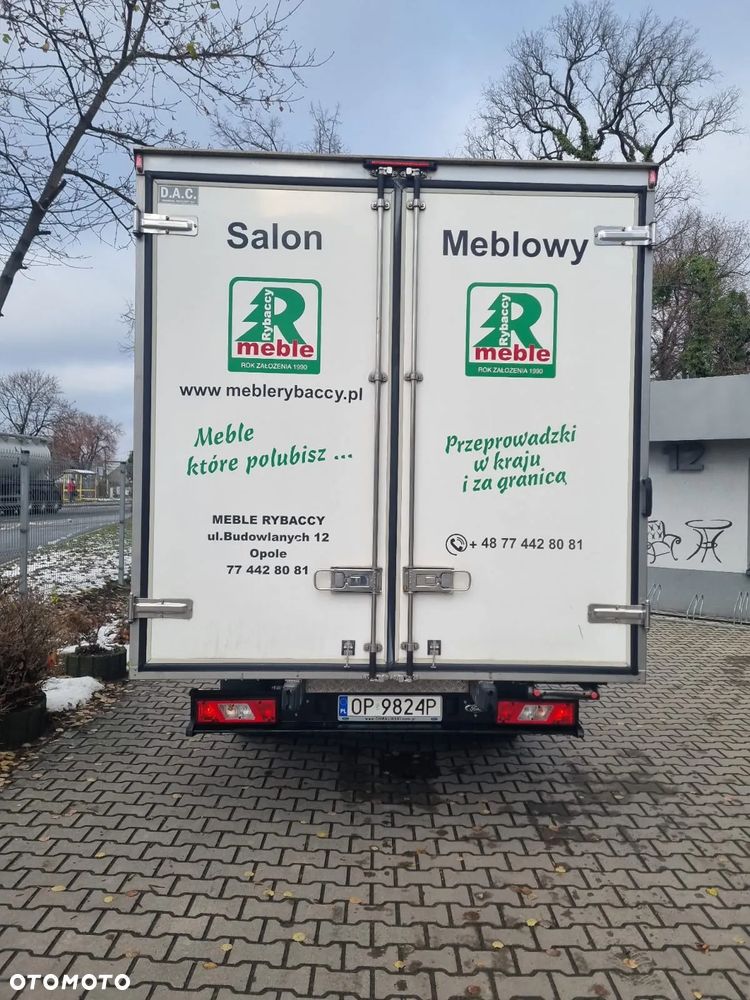 D.A.C.
Salon
Meblowy
Rybaccy
R
meble
ROK ZAŁOŻENIA 1990
Rybaccy
R
meble
ROK ZAŁOŻENIA 1990
www meblerybaccy.pl
Meble
które polubisz ...
Przeprowadzki
w kraju
i za granicą
MEBLE RYBACCY
ul.Budowlanych 12
Opole
77 442 80 81
+ 48 77 442 80 81
12
PL
OP 9824P
OTOMOTO